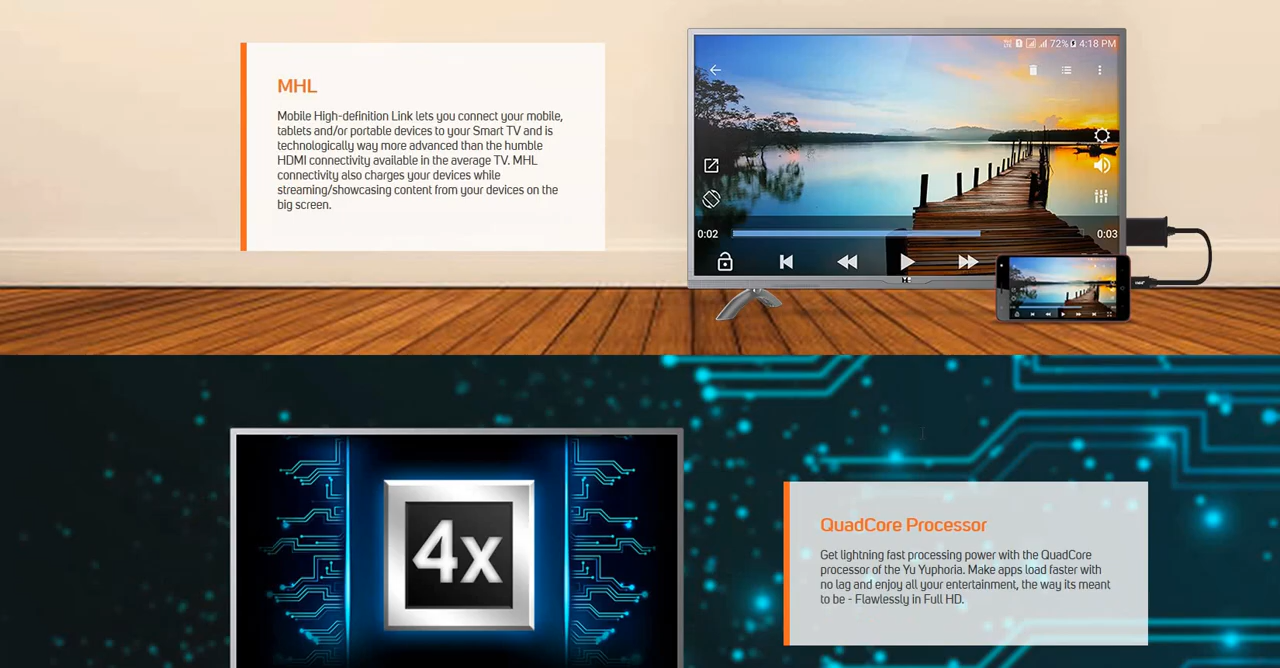 MHL
Mobile High-definition Link lets you connect your mobile,
tablets and/or portable devices to your Smart TV and is
technologically way more advanced than the humble
HDMI connectivity available in the average TV. MHL
connectivity also charges your devices while
streaming/showcasing content from your devices on the
big screen.
72% 4:18 PM
0:02
0:03
4x
QuadCore Processor
Get lightning fast processing power with the QuadCore
processor of the Yu Yuphoria. Make apps load faster with
no lag and enjoy all your entertainment, the way its meant
to be - Flawlessly in Full HD.